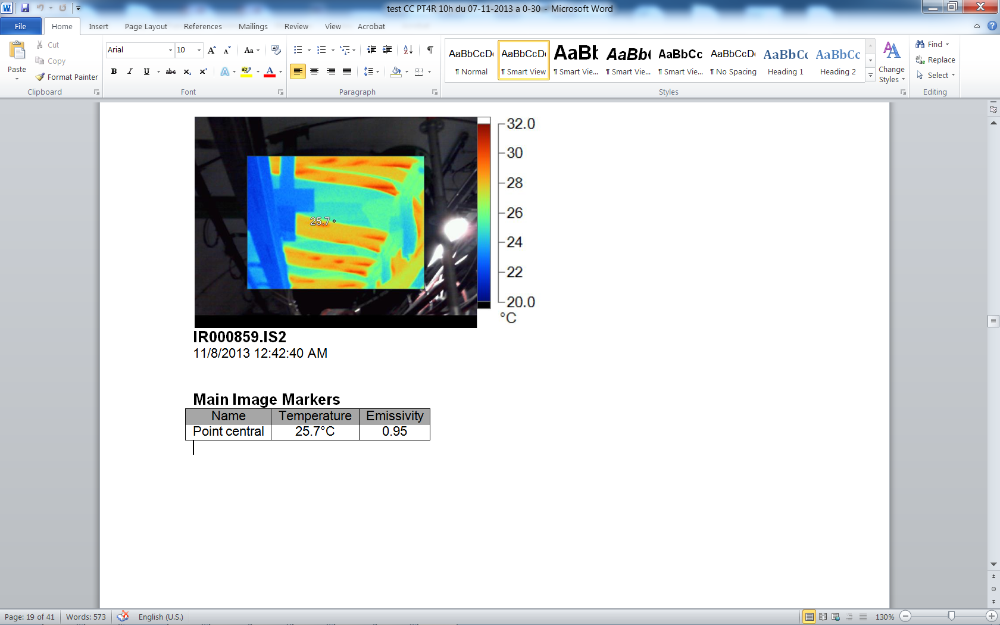 test CC PT4R 10h du 07-11-2013 a 0-30 - Microsoft Word
File Home Insert Page Layout References Mailings Review View Acrobat
Paste
Cut
Copy
Format Painter
Clipboard
Arial 10
Font
Paragraph
AaBbCcDc AaBbCcDc AaBb AaBb( AaBbCc AaBbCcDc AaBbC( AaBbCc
¶ Normal ¶ Smart View ¶ Smart Vie... ¶ Smart Vie... ¶ Smart Vie... ¶ No Spacing Heading 1 Heading 2
Change
Styles
Styles
Find
Replace
Select
Editing
32.0
30
28
26
24
22
20.0
°C
25.7
IR000859.IS2
11/8/2013 12:42:40 AM
Main Image Markers
Name Temperature Emissivity
Point central 25.7°C 0.95
Page: 19 of 41 Words: 573 English (U.S.) 130%